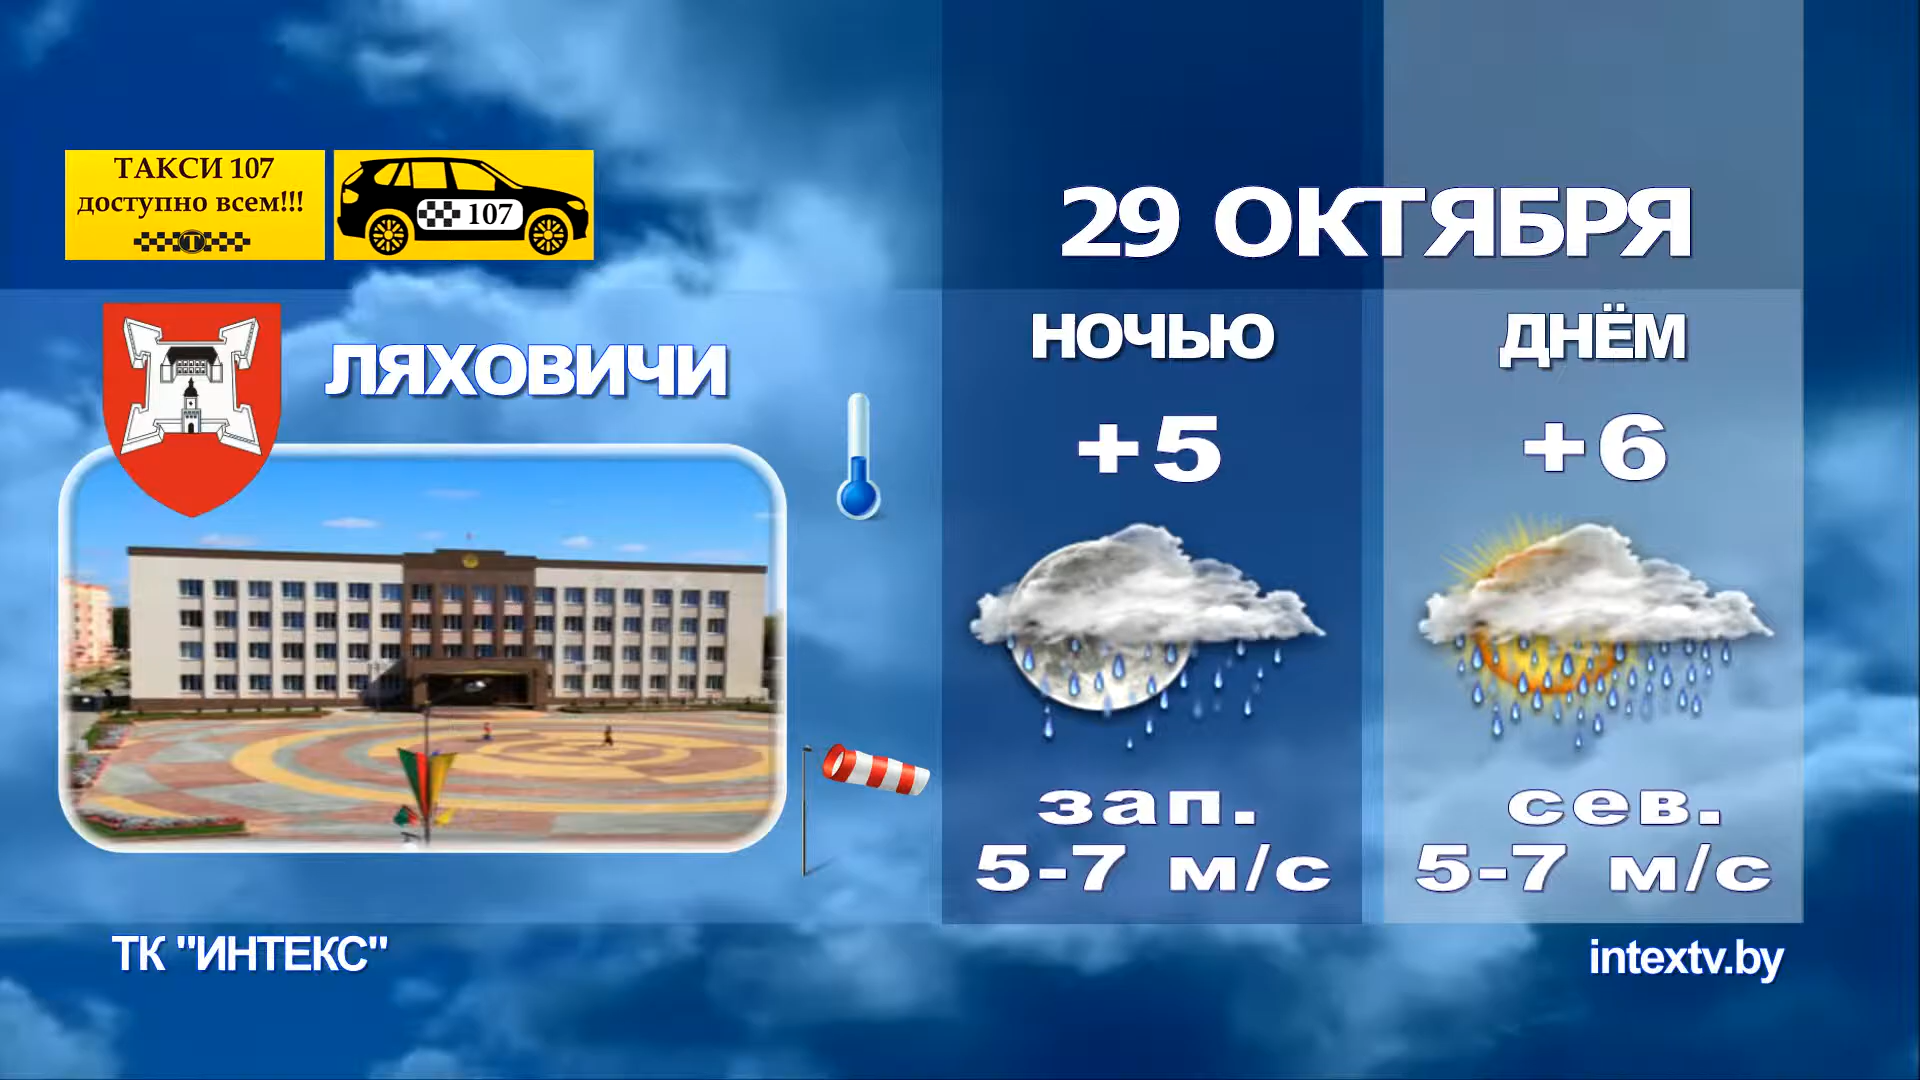 ТАКСИ 107
доступно всем!!!
Т
107
29 ОКТЯБРЯ
ЛЯХОВИЧИ
НОЧЬЮ
ДНЁМ
+5
+6
зап.
5-7 м/с
сев.
5-7 м/с
ТК "ИНТЕКС"
intextv.by